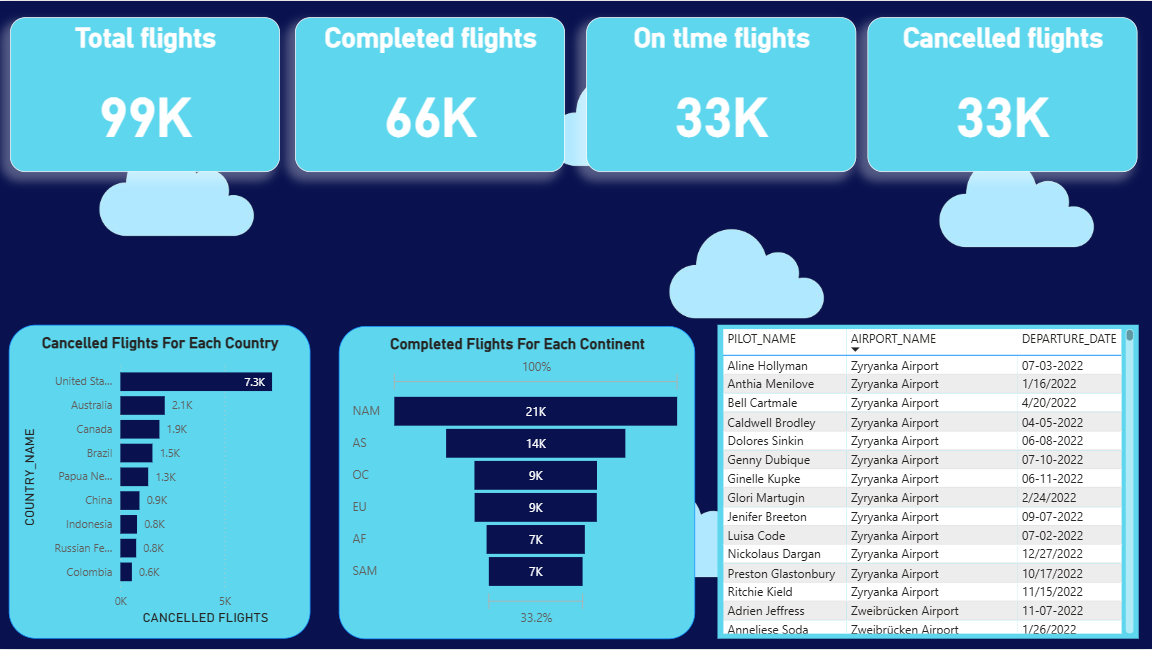 Total flights
99K
Completed flights
66K
On tIme flights
33K
Cancelled flights
33K
Cancelled Flights For Each Country
COUNTRY_NAME
United Sta... 7.3K
Australia 2.1K
Canada 1.9K
Brazil 1.5K
Papua Ne... 1.3K
China 0.9K
Indonesia 0.8K
Russian Fe... 0.8K
Colombia 0.6K
0K 5K
CANCELLED FLIGHTS
Completed Flights For Each Continent
100%
NAM 21K
AS 14K
OC 9K
EU 9K
AF 7K
SAM 7K
33.2%
PILOT_NAME AIRPORT_NAME DEPARTURE_DATE
Aline Hollyman Zyryanka Airport 07-03-2022
Anthia Menilove Zyryanka Airport 1/16/2022
Bell Cartmale Zyryanka Airport 4/20/2022
Caldwell Brodley Zyryanka Airport 04-05-2022
Dolores Sinkin Zyryanka Airport 06-08-2022
Genny Dubique Zyryanka Airport 07-10-2022
Ginelle Kupke Zyryanka Airport 06-11-2022
Glori Martugin Zyryanka Airport 2/24/2022
Jenifer Breeton Zyryanka Airport 09-07-2022
Luisa Code Zyryanka Airport 07-02-2022
Nickolaus Dargan Zyryanka Airport 12/27/2022
Preston Glastonbury Zyryanka Airport 10/17/2022
Ritchie Kield Zyryanka Airport 11/15/2022
Adrien Jeffress Zweibrücken Airport 11-07-2022
Anneliese Soda Zweibrücken Airport 1/26/2022